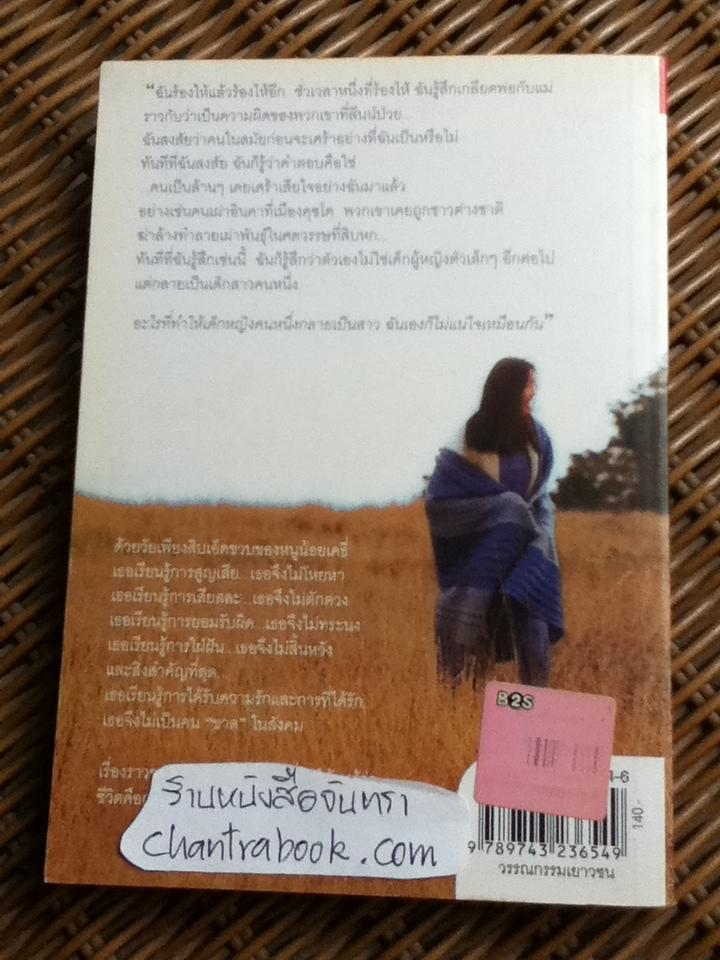 “ฉันร้องไห้แล้วร้องไห้อีก ชั่วเวลาหนึ่งที่ร้องไห้ ฉันรู้สึกเกลียดพ่อกับแม่
ราวกับว่าเป็นความผิดของพวกเขาที่ลินน์ป่วย...
ฉันสงสัยว่าคนในสมัยก่อนจะเศร้าอย่างที่ฉันเป็นหรือไม่
ทันทีที่ฉันสงสัย ฉันก็รู้ว่าคำตอบคือใช่
...คนเป็นล้านๆ เคยเศร้าเสียใจอย่างฉันมาแล้ว
อย่างเช่นคนเผ่าอินคาที่เมืองคุซโค พวกเขาเคยถูกชาวต่างชาติ
ฆ่าล้างทำลายเผ่าพันธุ์ในศตวรรษที่สิบหก...
ทันทีที่ฉันรู้สึกเช่นนี้ ฉันก็รู้สึกว่าตัวเองไม่ใช่เด็กผู้หญิงตัวเล็กๆ อีกต่อไป
แต่กลายเป็นเด็กสาวคนหนึ่ง
อะไรที่ทำให้เด็กหญิงคนหนึ่งกลายเป็นสาว ฉันเองก็ไม่แน่ใจเหมือนกัน”
ด้วยวัยเพียงสิบเอ็ดขวบของหนูน้อยเคธี่
เธอเรียนรู้การสูญเสีย...เธอจึงไม่โหยหา
เธอเรียนรู้การเสียสละ...เธอจึงไม่ตักตวง
เธอเรียนรู้การยอมรับผิด...เธอจึงไม่ทระนง
เธอเรียนรู้การใฝ่ฝัน...เธอจึงไม่สิ้นหวัง
และสิ่งสำคัญที่สุด...
เธอเรียนรู้การได้รับความรักและการที่ได้รัก
เธอจึงไม่เป็นคน “ขาด” ในสังคม
เรื่องราว
ชีวิตคือ
ร้านหนังสือจันทรา
chantrabook.com
B2S
4-6
140.-
9 789743 236549
วรรณกรรมเยาวชน